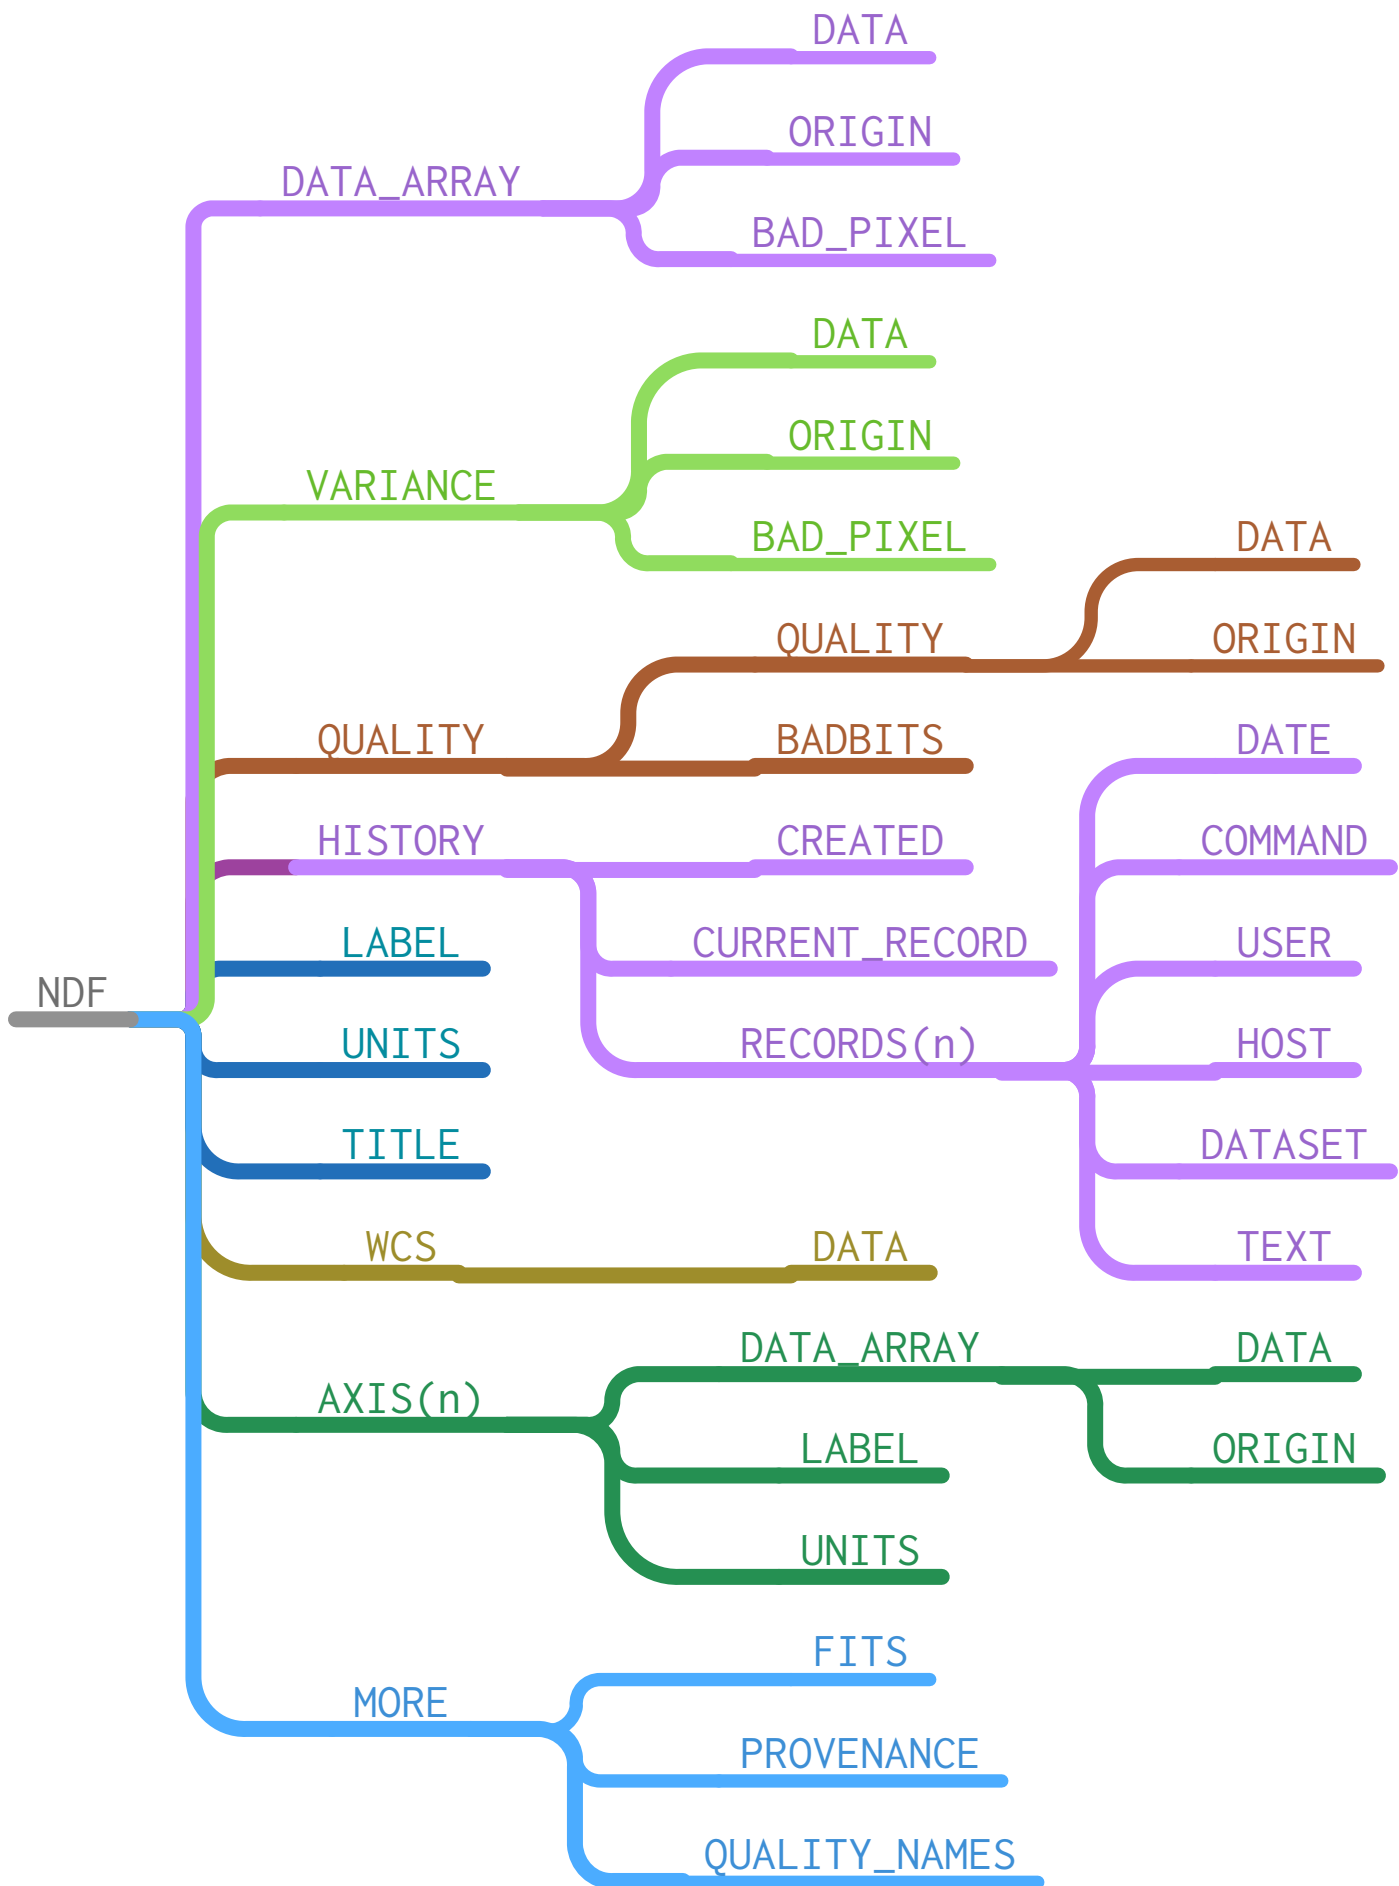 DATA
ORIGIN
DATA_ARRAY
BAD_PIXEL
DATA
ORIGIN
VARIANCE
BAD_PIXEL
DATA
QUALITY
ORIGIN
QUALITY
BADBITS
DATE
HISTORY
CREATED
COMMAND
LABEL
CURRENT_RECORD
USER
NDF
UNITS
RECORDS(n)
HOST
TITLE
DATASET
WCS
DATA
TEXT
DATA_ARRAY
DATA
AXIS(n)
LABEL
ORIGIN
UNITS
FITS
MORE
PROVENANCE
QUALITY_NAMES